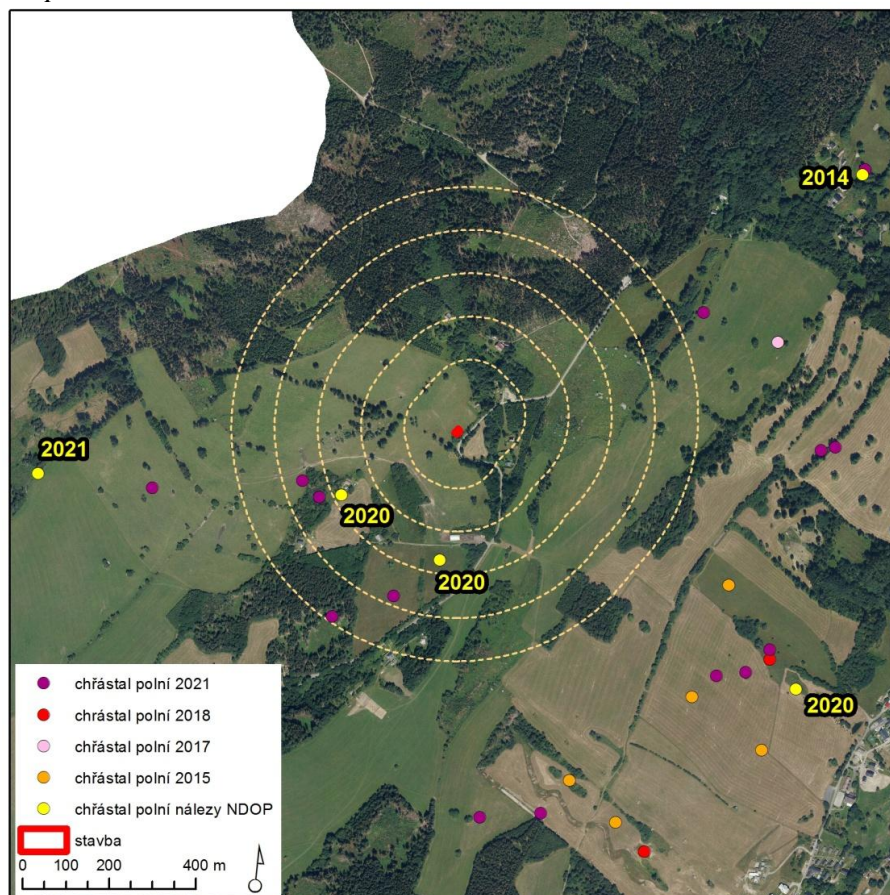 2014
2021
2020
2020
2020
chřástal polní 2021
chrástal polní 2018
chřástal polní 2017
chřástal polní 2015
chřástal polní nálezy NDOP
stavba
0 100 200 400 m